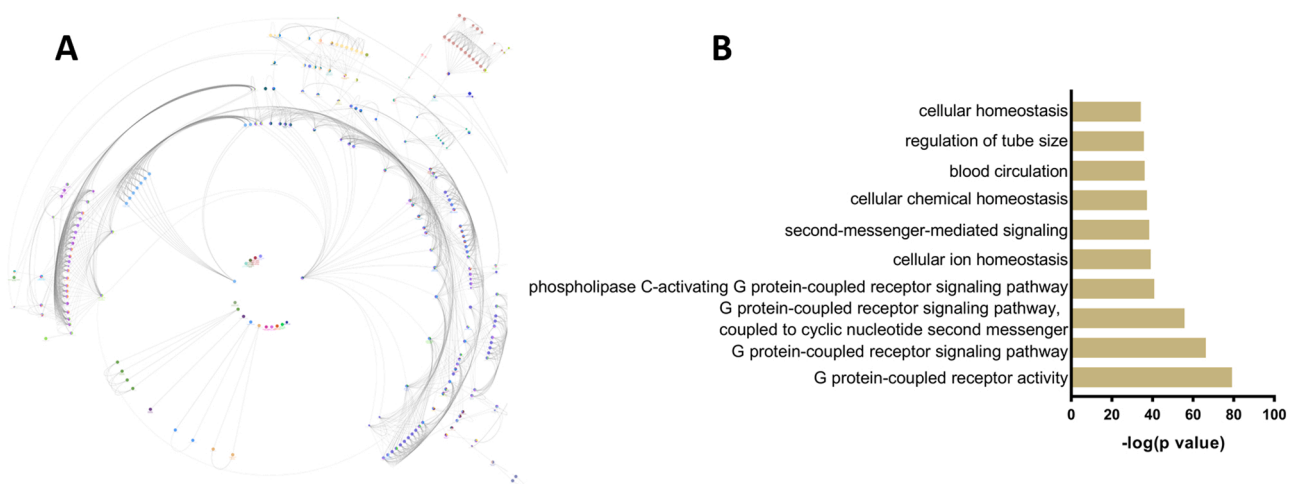 A
B
cellular homeostasis
regulation of tube size
blood circulation
cellular chemical homeostasis
second-messenger-mediated signaling
cellular ion homeostasis
phospholipase C-activating G protein-coupled receptor signaling pathway
G protein-coupled receptor signaling pathway,
coupled to cyclic nucleotide second messenger
G protein-coupled receptor signaling pathway
G protein-coupled receptor activity
0 20 40 60 80 100
-log(p value)